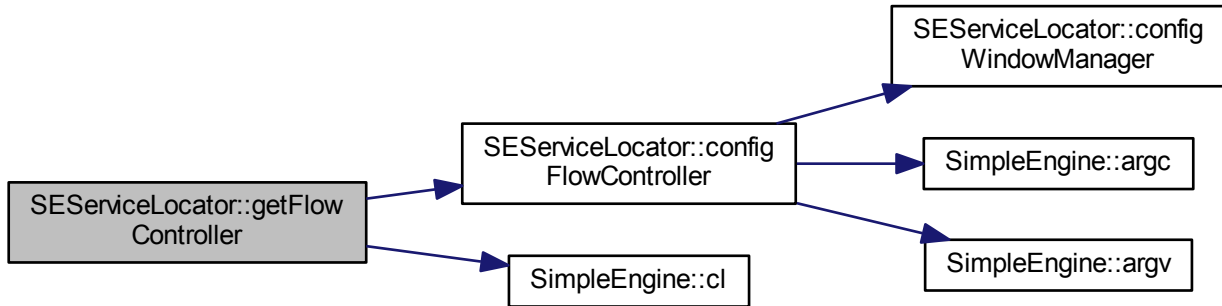 SEServiceLocator::getFlow
Controller
SEServiceLocator::config
FlowController
SimpleEngine::cl
SEServiceLocator::config
WindowManager
SimpleEngine::argc
SimpleEngine::argv